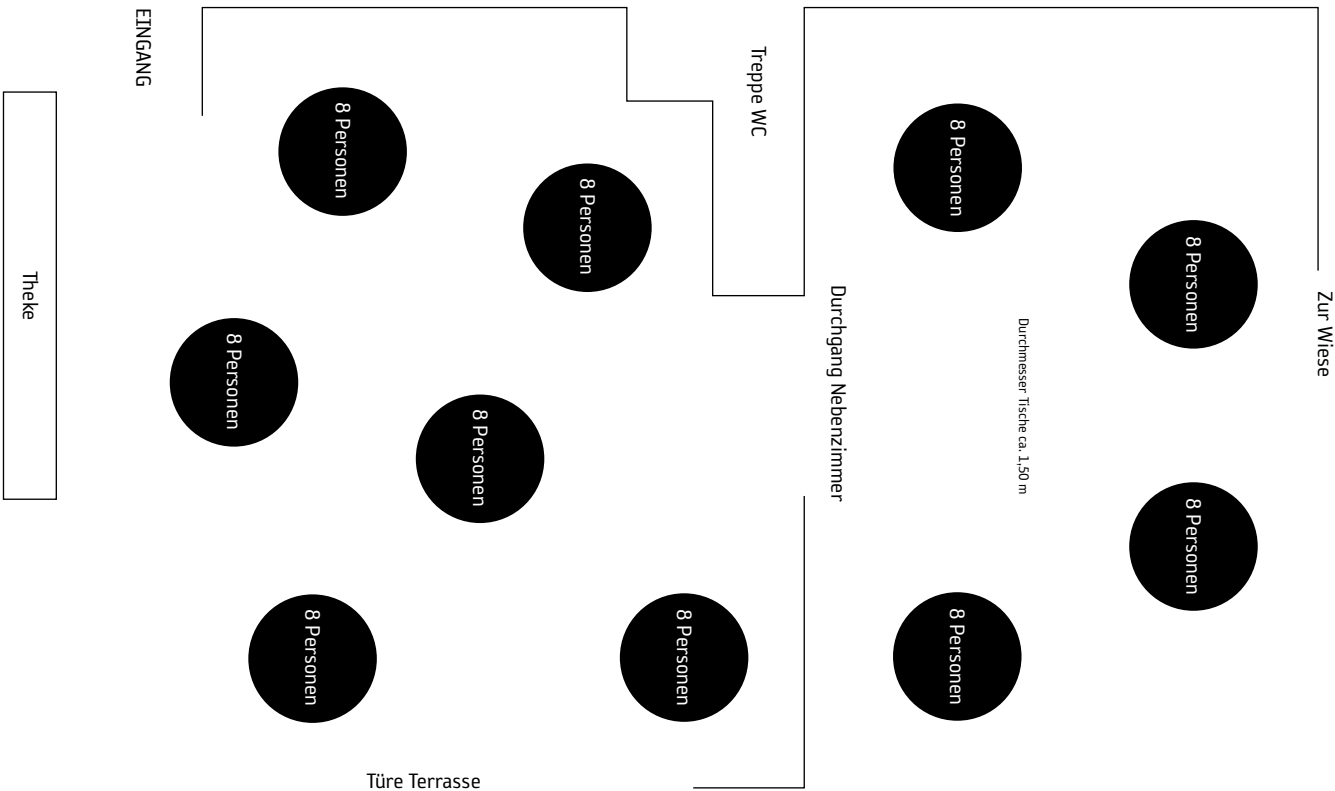 EINGANG
Theke
8 Personen
8 Personen
8 Personen
8 Personen
8 Personen
8 Personen
Türe Terrasse
Treppe WC
Durchgang Nebenzimmer
8 Personen
8 Personen
Durchmesser Tische ca. 1,50 m
8 Personen
8 Personen
Zur Wiese